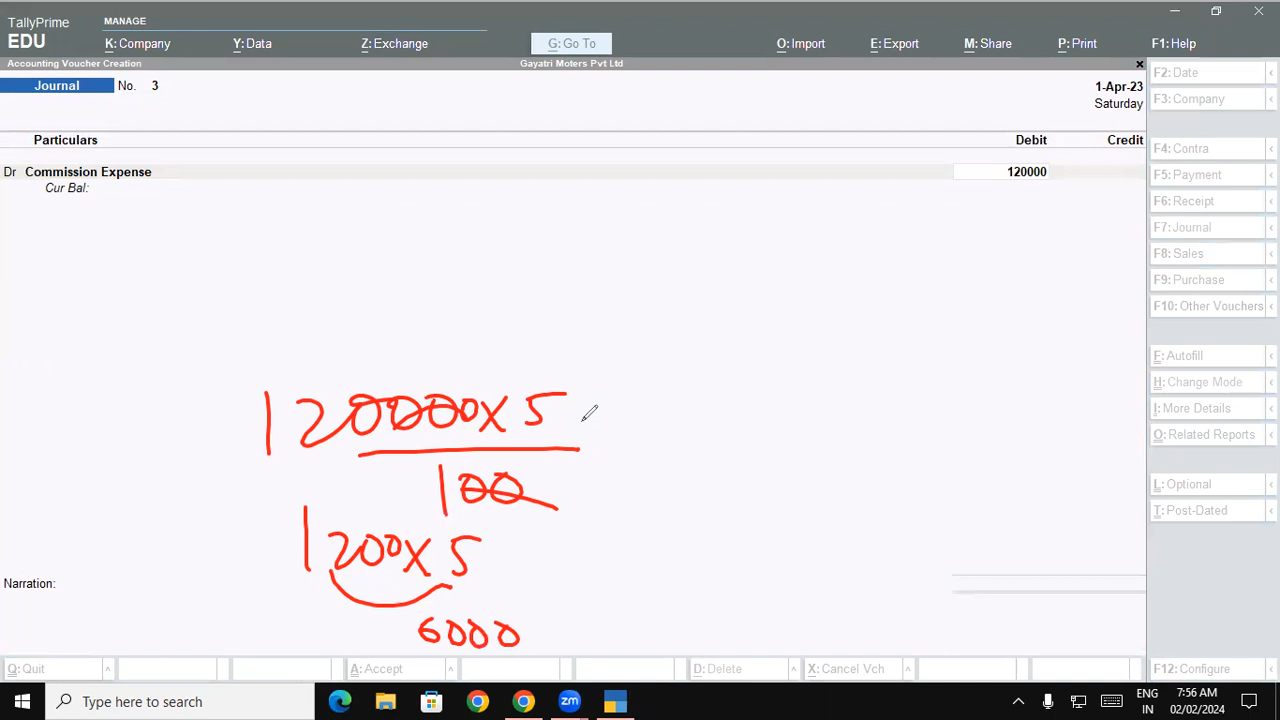 TallyPrime
MANAGE
EDU
K: Company
Y: Data
Z: Exchange
G: Go To
O: Import
E: Export
M: Share
P: Print
F1: Help
Accounting Voucher Creation
Gayatri Moters Pvt Ltd
Journal No. 3
1-Apr-23
Saturday
Particulars Debit Credit
Dr Commission Expense 120000
Cur Bal:
F2: Date
F3: Company
F4: Contra
F5: Payment
F6: Receipt
F7: Journal
F8: Sales
F9: Purchase
F10: Other Vouchers
F: Autofill
H: Change Mode
I: More Details
O: Related Reports
L: Optional
T: Post-Dated
120000x5
100
1200x5
6000
Narration:
Q: Quit
A: Accept
D: Delete
X: Cancel Vch
F12: Configure
Type here to search
zm
ENG
IN
7:56 AM
02/02/2024